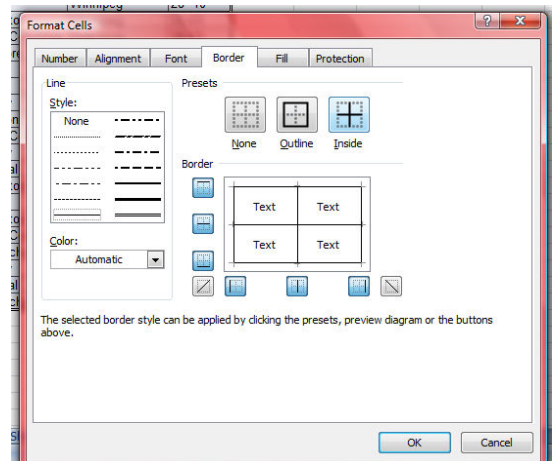 Winnipeg
Format Cells
Number Alignment Font Border Fill Protection
Line
Style:
None
Color:
Automatic
Presets
None Outline Inside
Border
Text Text
Text Text
The selected border style can be applied by clicking the presets, preview diagram or the buttons
above.
OK Cancel